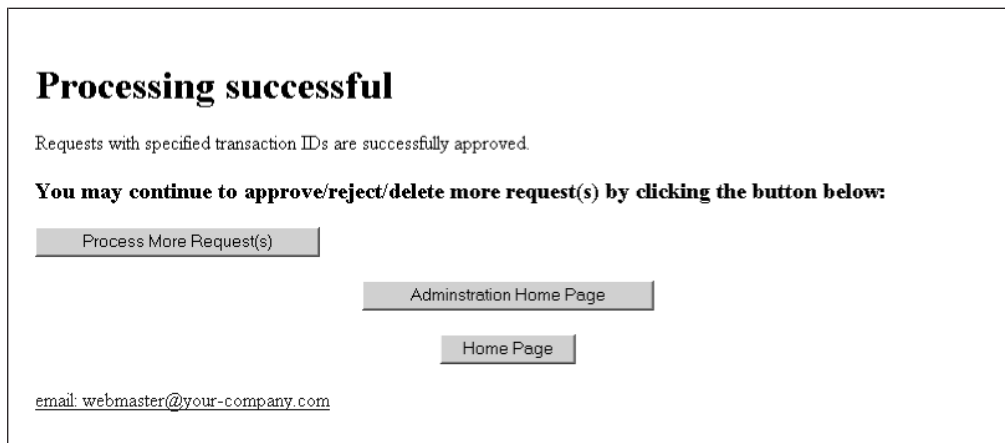 Processing successful
Requests with specified transaction IDs are successfully approved.
You may continue to approve/reject/delete more request(s) by clicking the button below:
Process More Request(s)
Adminstration Home Page
Home Page
email: webmaster@your-company.com